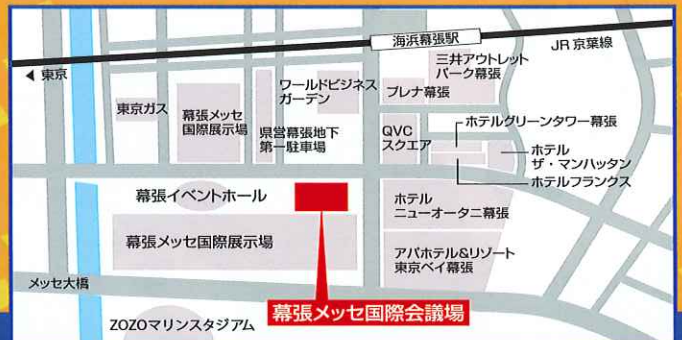 海浜幕張駅
JR 京葉線
東京
三井アウトレット
パーク幕張
ワールドビジネス
ガーデン
プレナ幕張
東京ガス
幕張メッセ
国際展示場
県営幕張地下
第一駐車場
QVC
スクエア
ホテルグリーンタワー幕張
ホテル
ザ・マンハッタン
ホテルフランクス
幕張イベントホール
ホテル
ニューオータニ幕張
幕張メッセ国際展示場
アパホテル&リゾート
東京ベイ幕張
メッセ大橋
幕張メッセ国際会議場
ZOZOマリンスタジアム